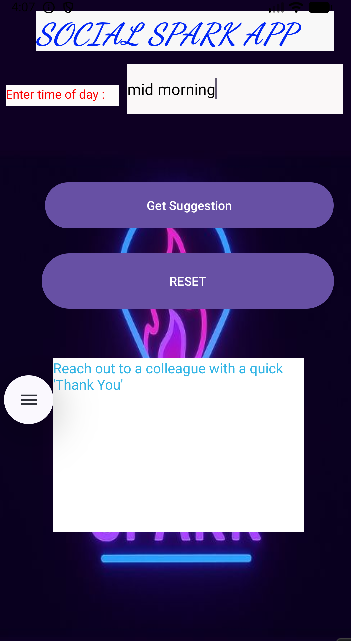 SOCIAL SPARK APP
Enter time of day :
mid morning
Get Suggestion
RESET
Reach out to a colleague with a quick
'Thank You'
SPARK